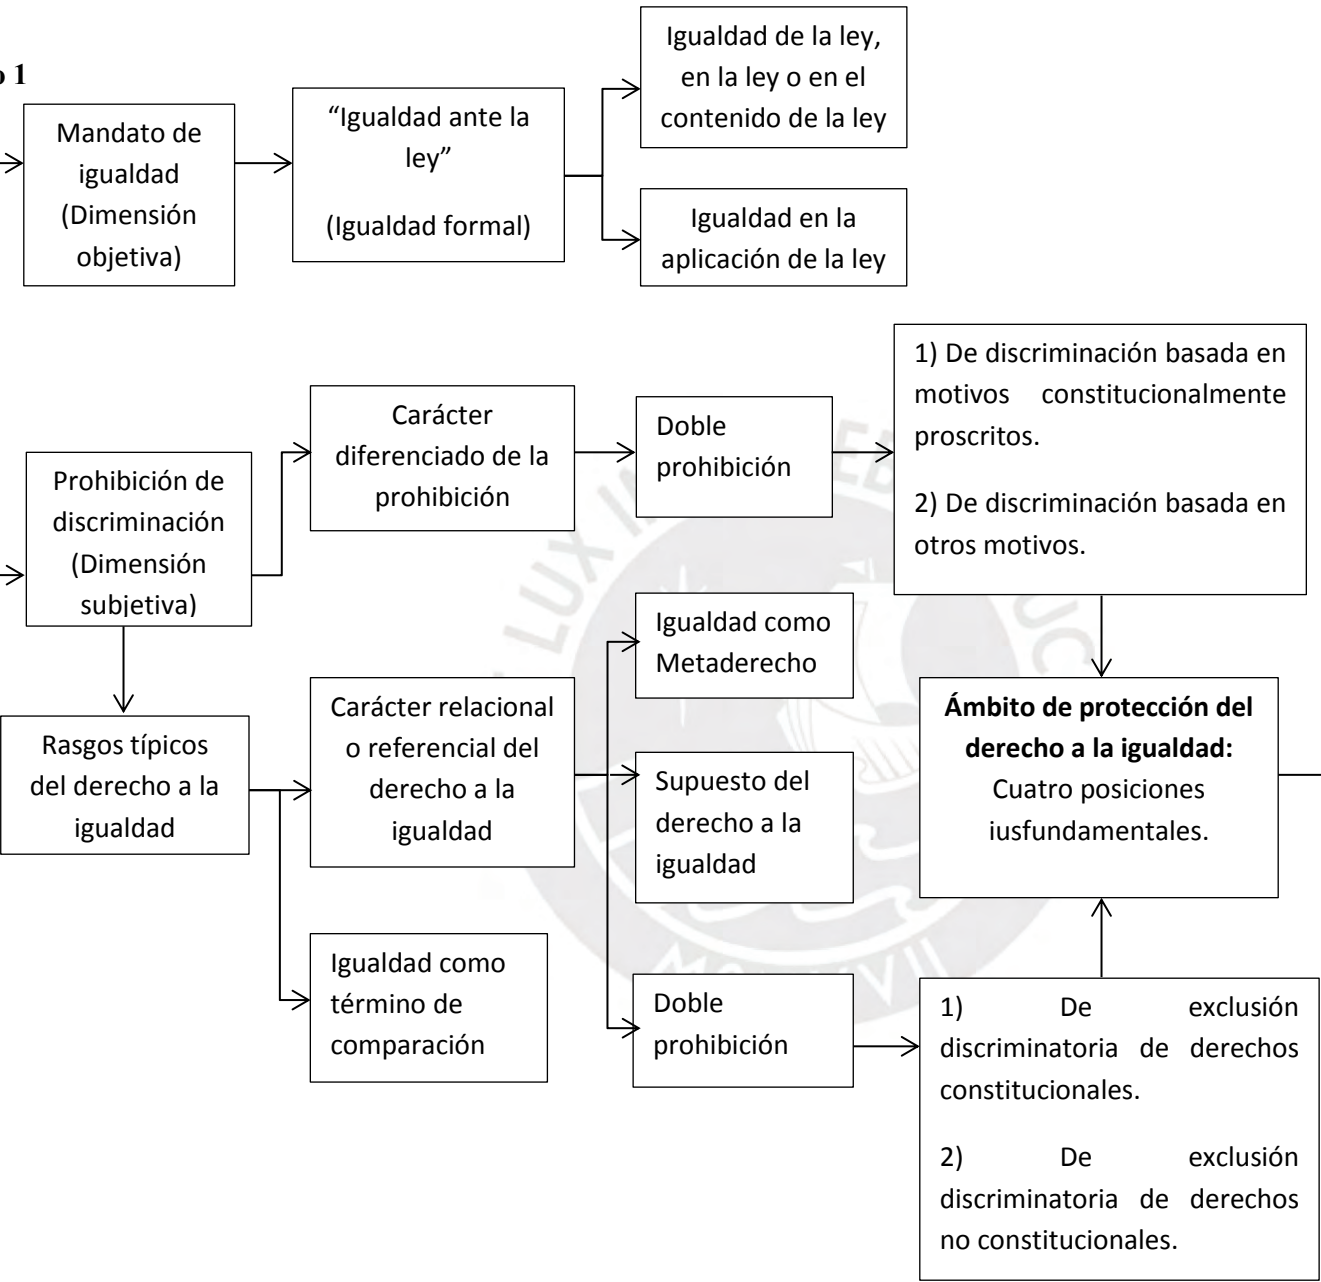 o 1
Mandato de
igualdad
(Dimensión
objetiva)
“Igualdad ante la
ley”
(Igualdad formal)
Igualdad de la ley,
en la ley o en el
contenido de la ley
Igualdad en la
aplicación de la ley
Prohibición de
discriminación
(Dimensión
subjetiva)
Carácter
diferenciado de la
prohibición
Doble
prohibición
1) De discriminación basada en
motivos constitucionalmente
proscritos.
2) De discriminación basada en
otros motivos.
Rasgos típicos
del derecho a la
igualdad
Carácter relacional
o referencial del
derecho a la
igualdad
Igualdad como
término de
comparación
Igualdad como
Metaderecho
Supuesto del
derecho a la
igualdad
Doble
prohibición
Ámbito de protección del
derecho a la igualdad:
Cuatro posiciones
iusfundamentales.
1) De exclusión
discriminatoria de derechos
constitucionales.
2) De exclusión
discriminatoria de derechos
no constitucionales.
LUX IN